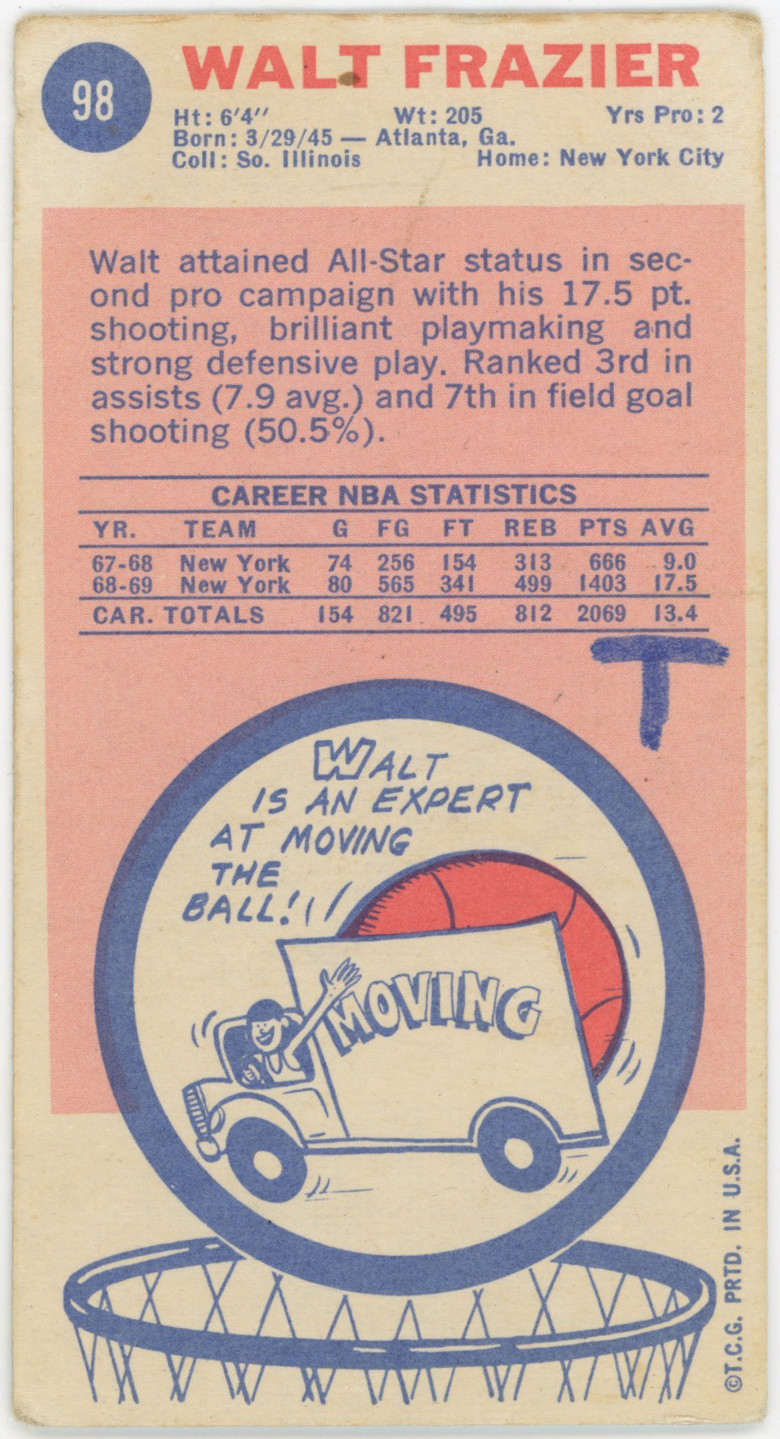 98
WALT FRAZIER
Ht: 6'4'' Wt: 205 Yrs Pro: 2
Born: 3/29/45 — Atlanta, Ga.
Coll: So. Illinois Home: New York City
Walt attained All-Star status in sec-
ond pro campaign with his 17.5 pt.
shooting, brilliant playmaking and
strong defensive play. Ranked 3rd in
assists (7.9 avg.) and 7th in field goal
shooting (50.5%).
CAREER NBA STATISTICS
YR. TEAM G FG FT REB PTS AVG
67-68 New York 74 256 154 313 666 9.0
68-69 New York 80 565 341 499 1403 17.5
CAR. TOTALS 154 821 495 812 2069 13.4
T
WALT
IS AN EXPERT
AT MOVING
THE
BALL!
MOVING
©T.C.G. PRTD. IN U.S.A.